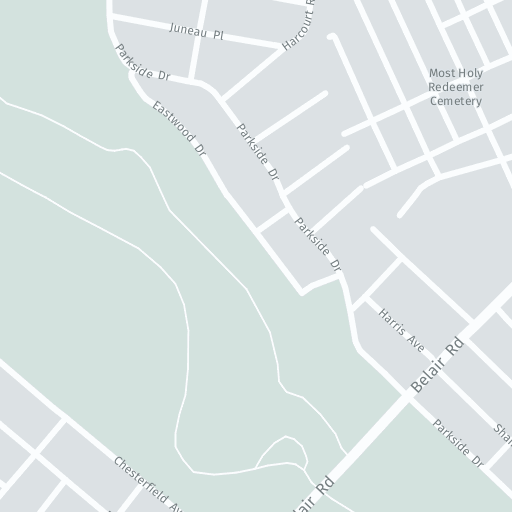 Juneau Pl
Harcourt R
Parkside Dr
Eastwood Dr
Most Holy
Redeemer
Cemetery
Parkside Dr
Parkside Dr
Harris Ave
Belair Rd
Parkside Dr
Shan
Chesterfield Av
lair Rd